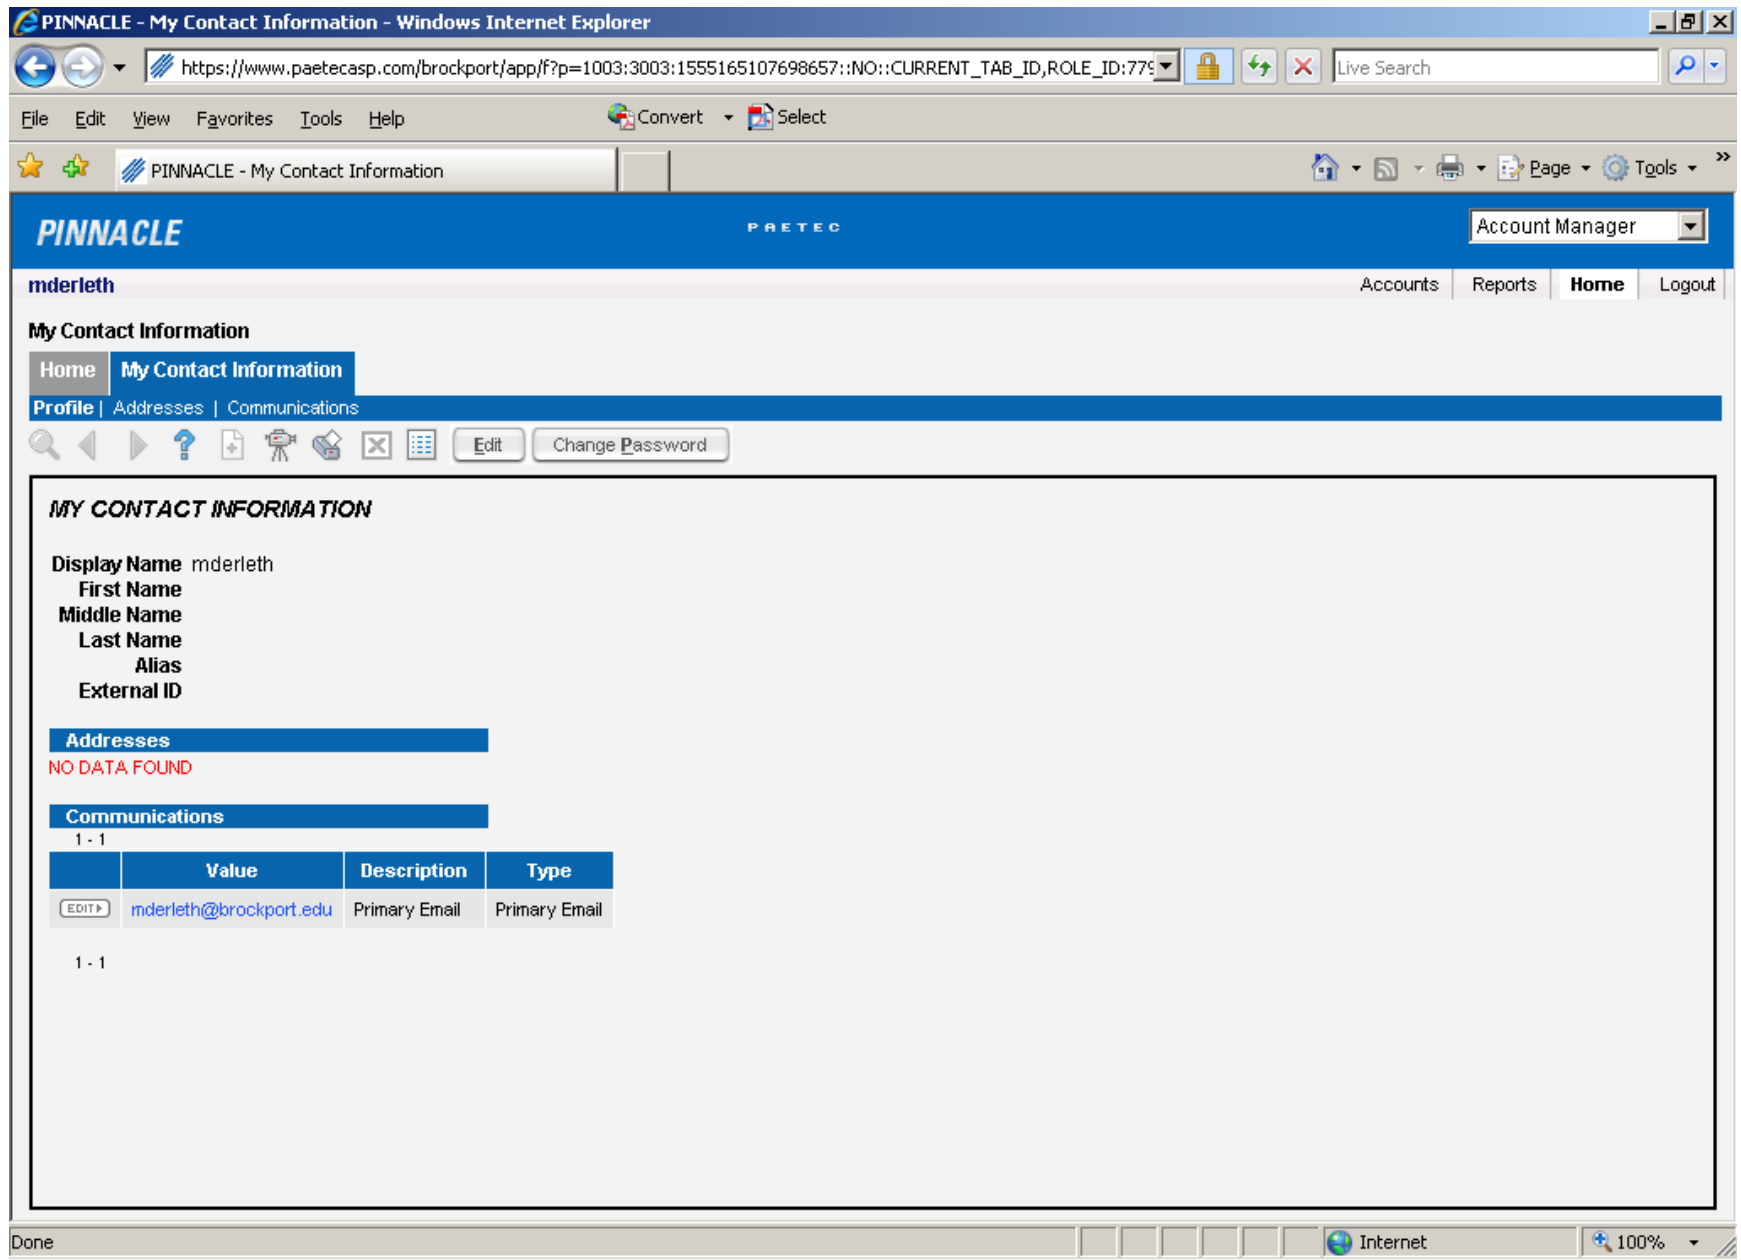 PINNACLE - My Contact Information - Windows Internet Explorer
https://www.paetecasp.com/brockport/app/f?p=1003:3003:1555165107698657::NO::CURRENT_TAB_ID,ROLE_ID:779
Live Search
File Edit View Favorites Tools Help Convert Select
PINNACLE - My Contact Information Page Tools
PINNACLE PAETEC Account Manager
mderleth Accounts Reports Home Logout
My Contact Information
Home My Contact Information
Profile | Addresses | Communications
Edit Change Password
MY CONTACT INFORMATION
Display Name mderleth
First Name
Middle Name
Last Name
Alias
External ID
Addresses
NO DATA FOUND
Communications
1 - 1
Value Description Type
EDIT mderleth@brockport.edu Primary Email Primary Email
1 - 1
Done Internet 100%